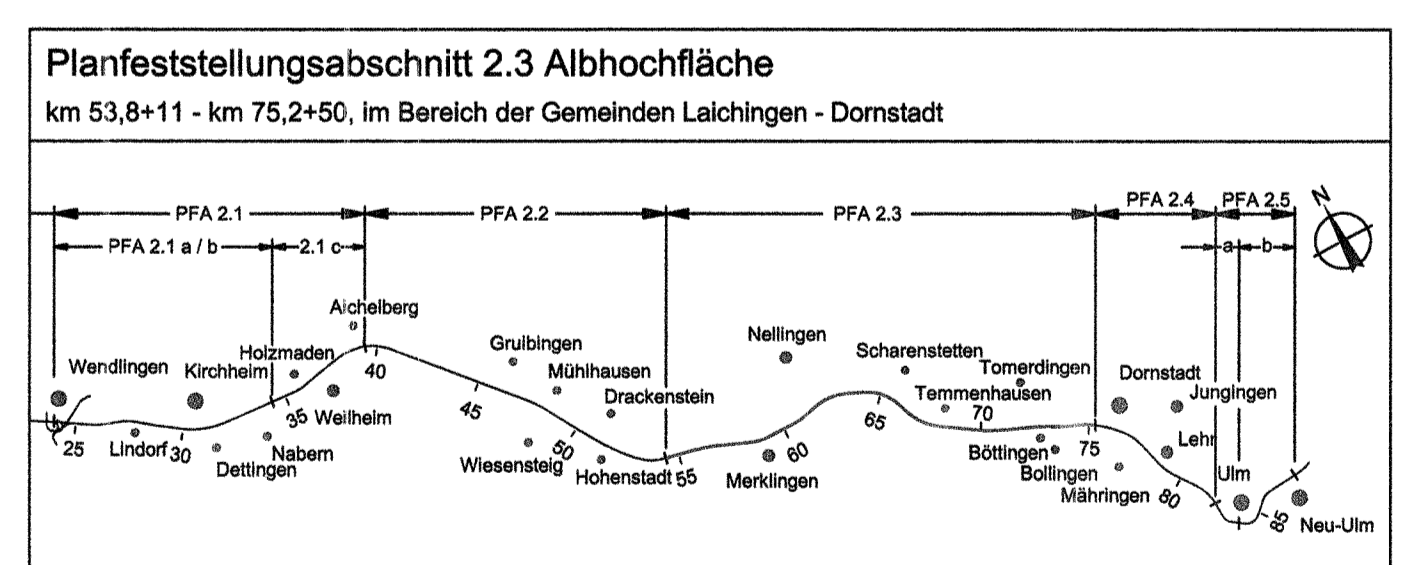 Planfeststellungsabschnitt 2.3 Albhochfläche
km 53,8+11 - km 75,2+50, im Bereich der Gemeinden Laichingen - Dornstadt
PFA 2.1
PFA 2.2
PFA 2.3
PFA 2.4
PFA 2.5
N
PFA 2.1 a / b
2.1 c
a
b
Aichelberg
Wendlingen
Kirchheim
Holzmaden
40
Gruibingen
Mühlhausen
Drackenstein
Nellingen
Scharenstetten
Tomerdingen
Temmenhausen
70
Dornstadt
Jungingen
25
Lindorf
30
Dettingen
Nabern
35
Weilheim
45
Wiesensteig
50
Hohenstadt
55
Merklingen
60
65
Böttingen
Bollingen
75
Mähringen
Lehr
80
Ulm
85
Neu-Ulm